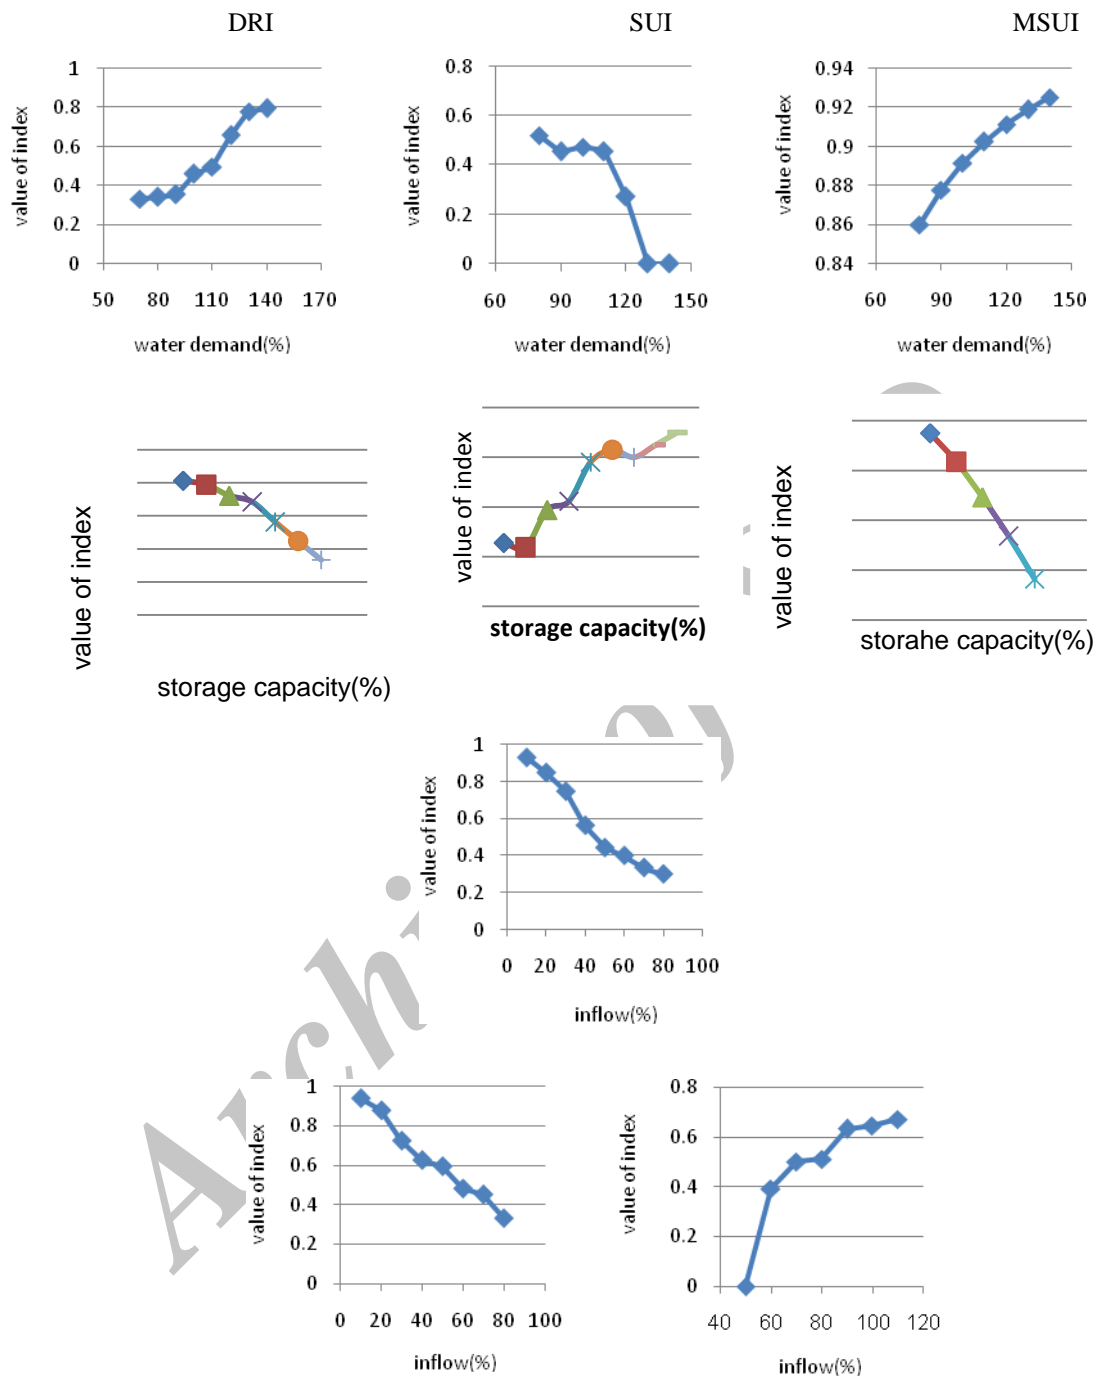 DRI SUI MSUI
value of index
1
0.8
0.6
0.4
0.2
0
50 80 110 140 170
water demand(%)
value of index
0.8
0.6
0.4
0.2
0
60 90 120 150
water demand(%)
value of index
0.94
0.92
0.9
0.88
0.86
0.84
60 90 120 150
water demand(%)
value of index
storage capacity(%)
value of index
storage capacity(%)
value of index
storahe capacity(%)
value of index
1
0.8
0.6
0.4
0.2
0
0 20 40 60 80 100
inflow(%)
value of index
1
0.8
0.6
0.4
0.2
0
0 20 40 60 80 100
inflow(%)
value of index
0.8
0.6
0.4
0.2
0
40 60 80 100 120
inflow(%)